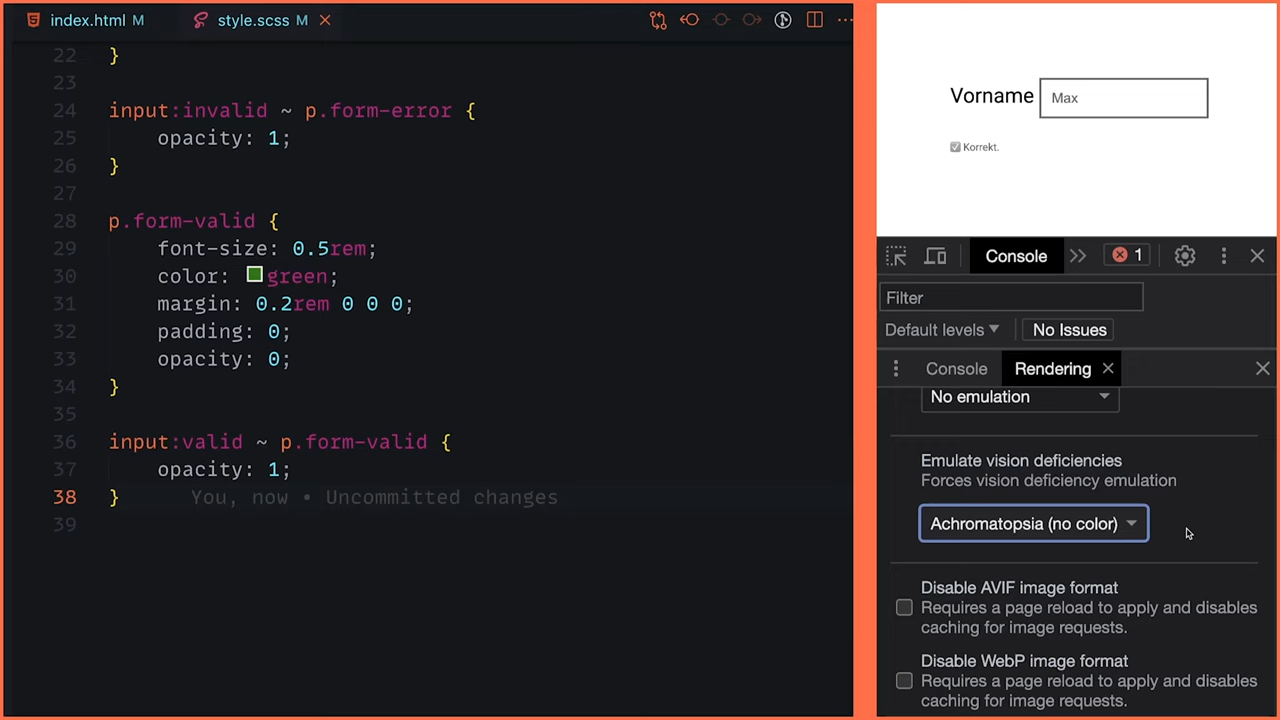 index.html M
style.scss M
22 }
23
24 input:invalid ~ p.form-error {
25 opacity: 1;
26 }
27
28 p.form-valid {
29 font-size: 0.5rem;
30 color: green;
31 margin: 0.2rem 0 0 0;
32 padding: 0;
33 opacity: 0;
34 }
35
36 input:valid ~ p.form-valid {
37 opacity: 1;
38 } You, now • Uncommitted changes
39
Vorname Max
Korrekt.
Console 1
Filter
Default levels No Issues
Console Rendering
No emulation
Emulate vision deficiencies
Forces vision deficiency emulation
Achromatopsia (no color)
Disable AVIF image format
Requires a page reload to apply and disables
caching for image requests.
Disable WebP image format
Requires a page reload to apply and disables
caching for image requests.